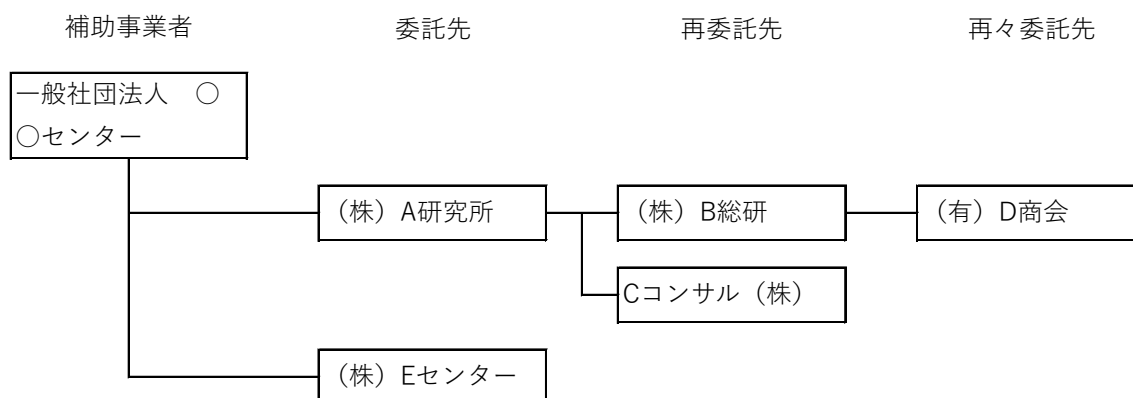 補助事業者　委託先　再委託先　再々委託先
一般社団法人　○
○センター
（株）A研究所　（株）B総研　（有）D商会
Cコンサル（株）
（株）Eセンター